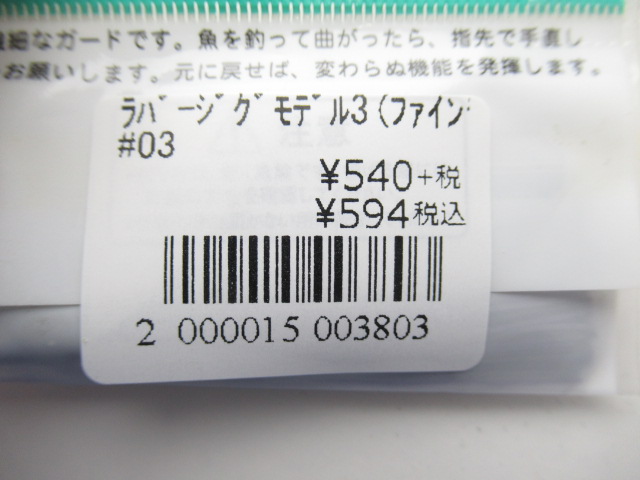 繊細なガードです。魚を釣って曲がったら、指先で手直し
お願いします。元に戻せば、変わらぬ機能を発揮します。
ﾗﾊﾞｰｼﾞｸﾞﾓﾃﾞﾙ3(ﾌｧｲﾝ
#03
¥540+税
¥594税込
2 000015 003803